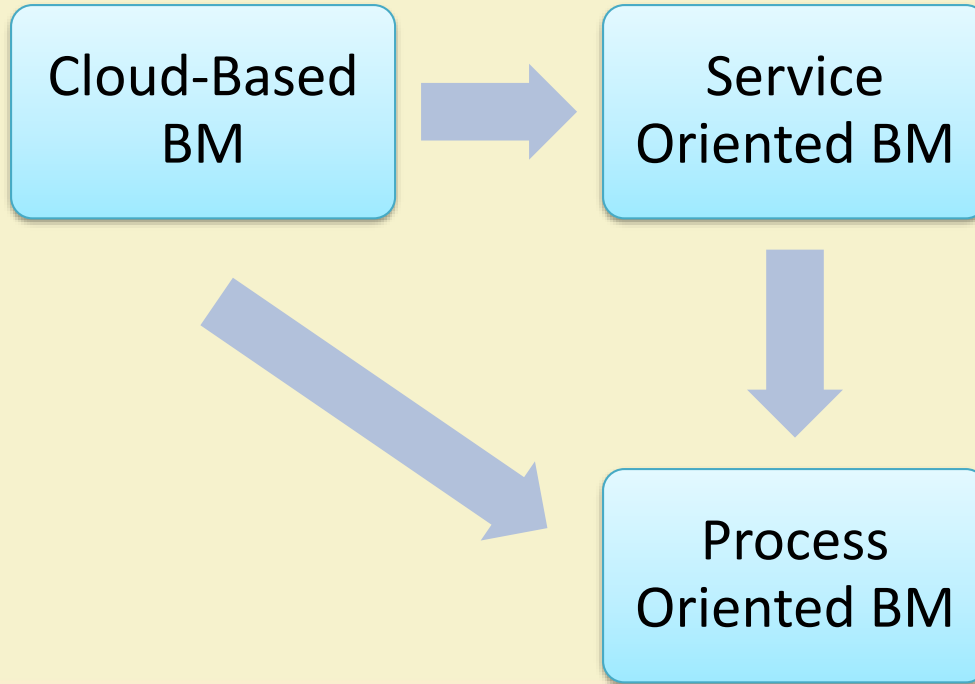 Cloud-Based
BM
Service
Oriented BM
Process
Oriented BM